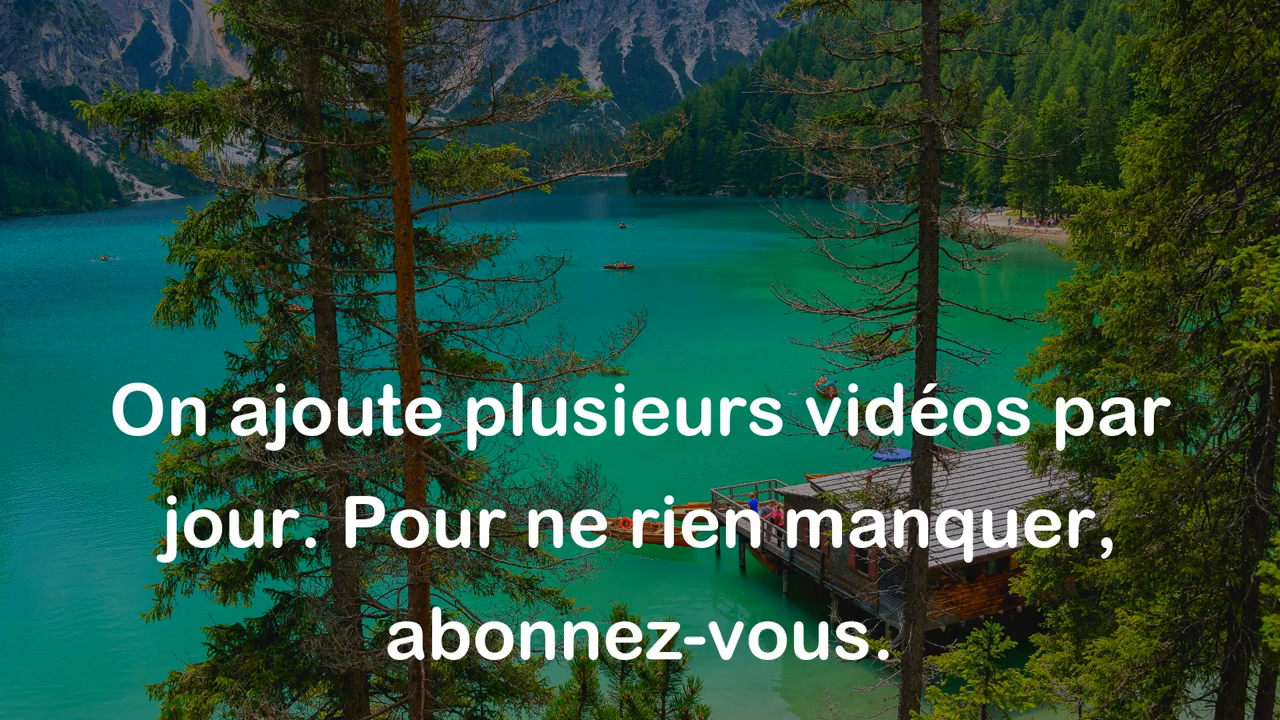 On ajoute plusieurs vidéos par
jour. Pour ne rien manquer,
abonnez-vous.